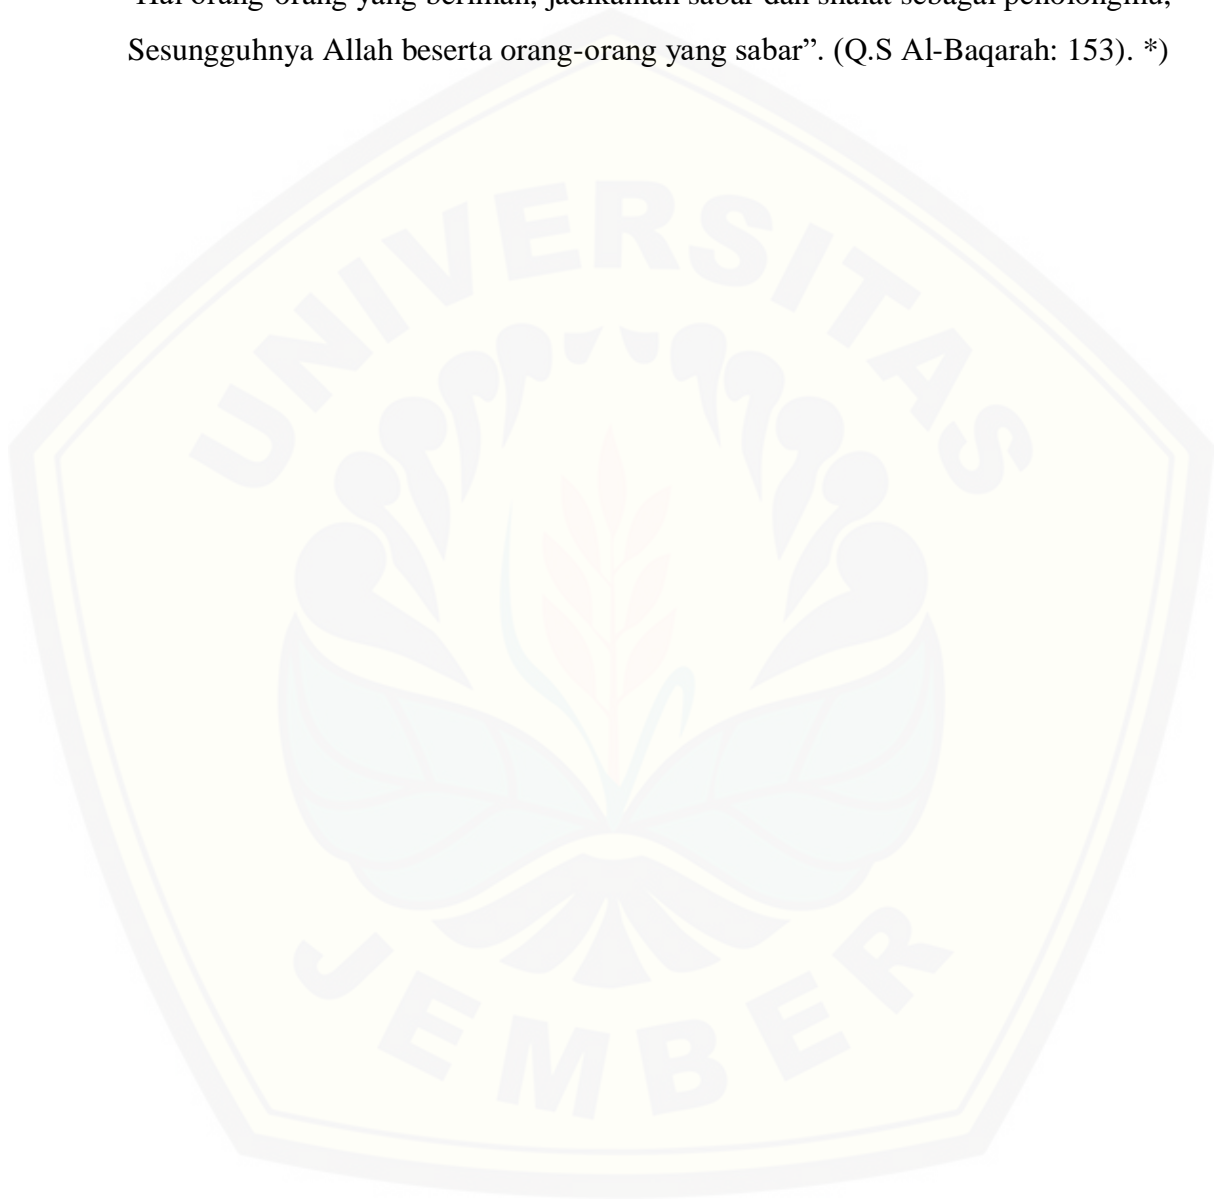 “Hai orang-orang yang beriman, jadikanlah sabar dan shalat sebagai penolongmu,
Sesungguhnya Allah beserta orang-orang yang sabar”. (Q.S Al-Baqarah: 153). *)
UNIVERSITAS
JEMBER